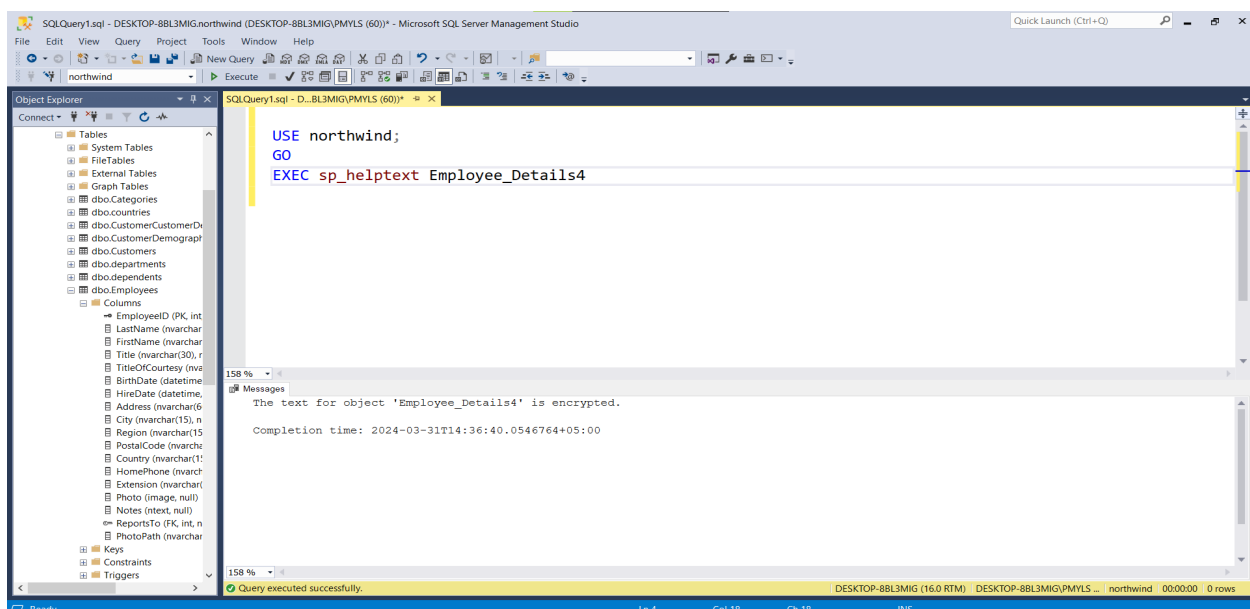 SQLQuery1.sql - DESKTOP-8BL3MIG.northwind (DESKTOP-8BL3MIG\PMYLS (60))* - Microsoft SQL Server Management Studio
Quick Launch (Ctrl+Q)
File Edit View Query Project Tools Window Help
New Query
northwind
Execute
Object Explorer
SQLQuery1.sql - D...BL3MIG\PMYLS (60))*
Connect
Tables
System Tables
FileTables
External Tables
Graph Tables
dbo.Categories
dbo.countries
dbo.CustomerCustomerDe
dbo.CustomerDemograph
dbo.Customers
dbo.departments
dbo.dependents
dbo.Employees
Columns
EmployeeID (PK, int
LastName (nvarchar
FirstName (nvarchar
Title (nvarchar(30), r
TitleOfCourtesy (nva
BirthDate (datetime
HireDate (datetime,
Address (nvarchar(6
City (nvarchar(15), n
Region (nvarchar(15
PostalCode (nvarcha
Country (nvarchar(15
HomePhone (nvarch
Extension (nvarchar(
Photo (image, null)
Notes (ntext, null)
ReportsTo (FK, int, n
PhotoPath (nvarchar
Keys
Constraints
Triggers
USE northwind;
GO
EXEC sp_helptext Employee_Details4
158 %
Messages
The text for object 'Employee_Details4' is encrypted.
Completion time: 2024-03-31T14:36:40.0546764+05:00
158 %
Query executed successfully.
DESKTOP-8BL3MIG (16.0 RTM) DESKTOP-8BL3MIG\PMYLS ... northwind 00:00:00 0 rows